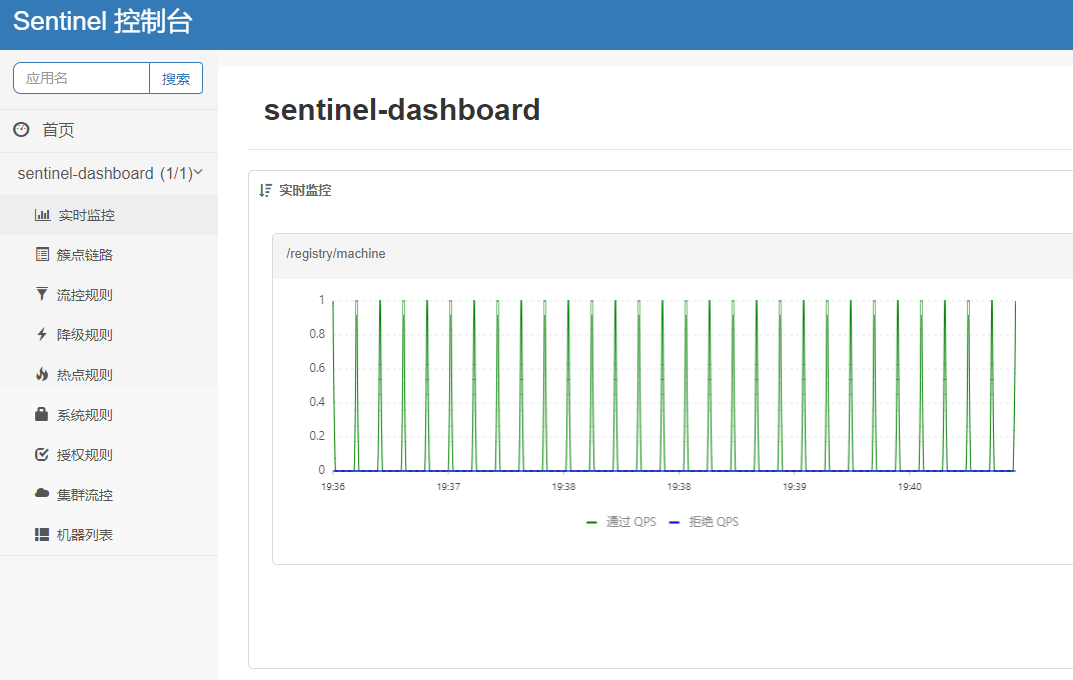 Sentinel 控制台
应用名
搜索
首页
sentinel-dashboard (1/1)
实时监控
簇点链路
流控规则
降级规则
热点规则
系统规则
授权规则
集群流控
机器列表
sentinel-dashboard
实时监控
/registry/machine
1
0.8
0.6
0.4
0.2
0
19:36 19:37 19:38 19:38 19:39 19:40
通过 QPS 拒绝 QPS